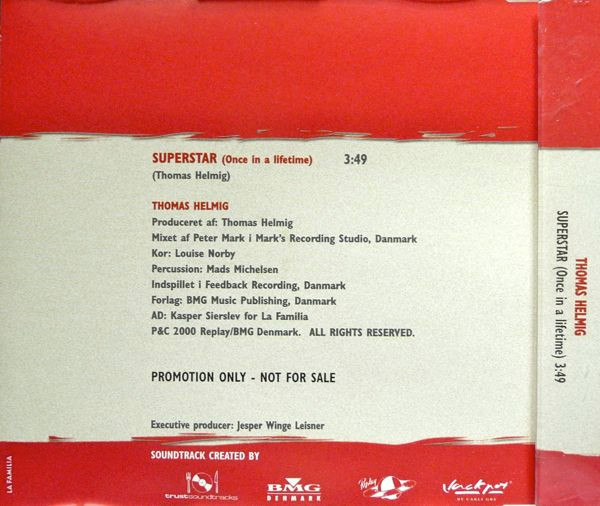 SUPERSTAR (Once in a lifetime) 3:49
(Thomas Helmig)
THOMAS HELMIG
Produceret af: Thomas Helmig
Mixet af Peter Mark i Mark's Recording Studio, Danmark
Kor: Louise Norby
Percussion: Mads Michelsen
Indspillet i Feedback Recording, Danmark
Forlag: BMG Music Publishing, Danmark
AD: Kasper Sierslev for La Familia
P&C 2000 Replay/BMG Denmark. ALL RIGHTS RESERVED.
PROMOTION ONLY - NOT FOR SALE
Executive producer: Jesper Winge Leisner
SOUNDTRACK CREATED BY
trustsoundtracks
BMG
DENMARK
Replay
Jackpot
BY CARLI GRY
LA FAMILIA
THOMAS HELMIG
SUPERSTAR (Once in a lifetime) 3:49